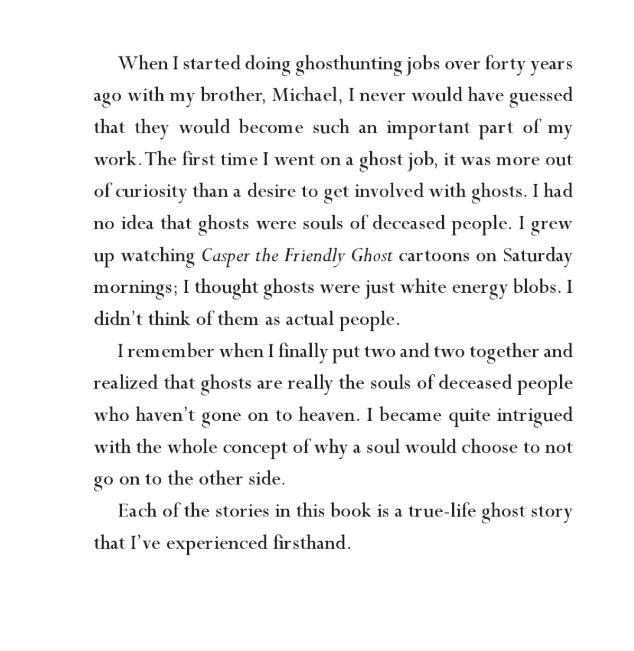 When I started doing ghosthunting jobs over forty years
ago with my brother, Michael, I never would have guessed
that they would become such an important part of my
work. The first time I went on a ghost job, it was more out
of curiosity than a desire to get involved with ghosts. I had
no idea that ghosts were souls of deceased people. I grew
up watching Casper the Friendly Ghost cartoons on Saturday
mornings; I thought ghosts were just white energy blobs. I
didn’t think of them as actual people.
I remember when I finally put two and two together and
realized that ghosts are really the souls of deceased people
who haven’t gone on to heaven. I became quite intrigued
with the whole concept of why a soul would choose to not
go on to the other side.
Each of the stories in this book is a true-life ghost story
that I’ve experienced firsthand.